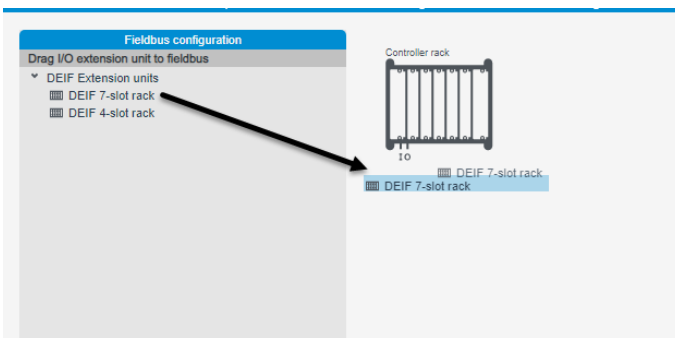 Fieldbus configuration
Drag I/O extension unit to fieldbus
DEIF Extension units
DEIF 7-slot rack
DEIF 4-slot rack
Controller rack
IO
DEIF 7-slot rack
DEIF 7-slot rack